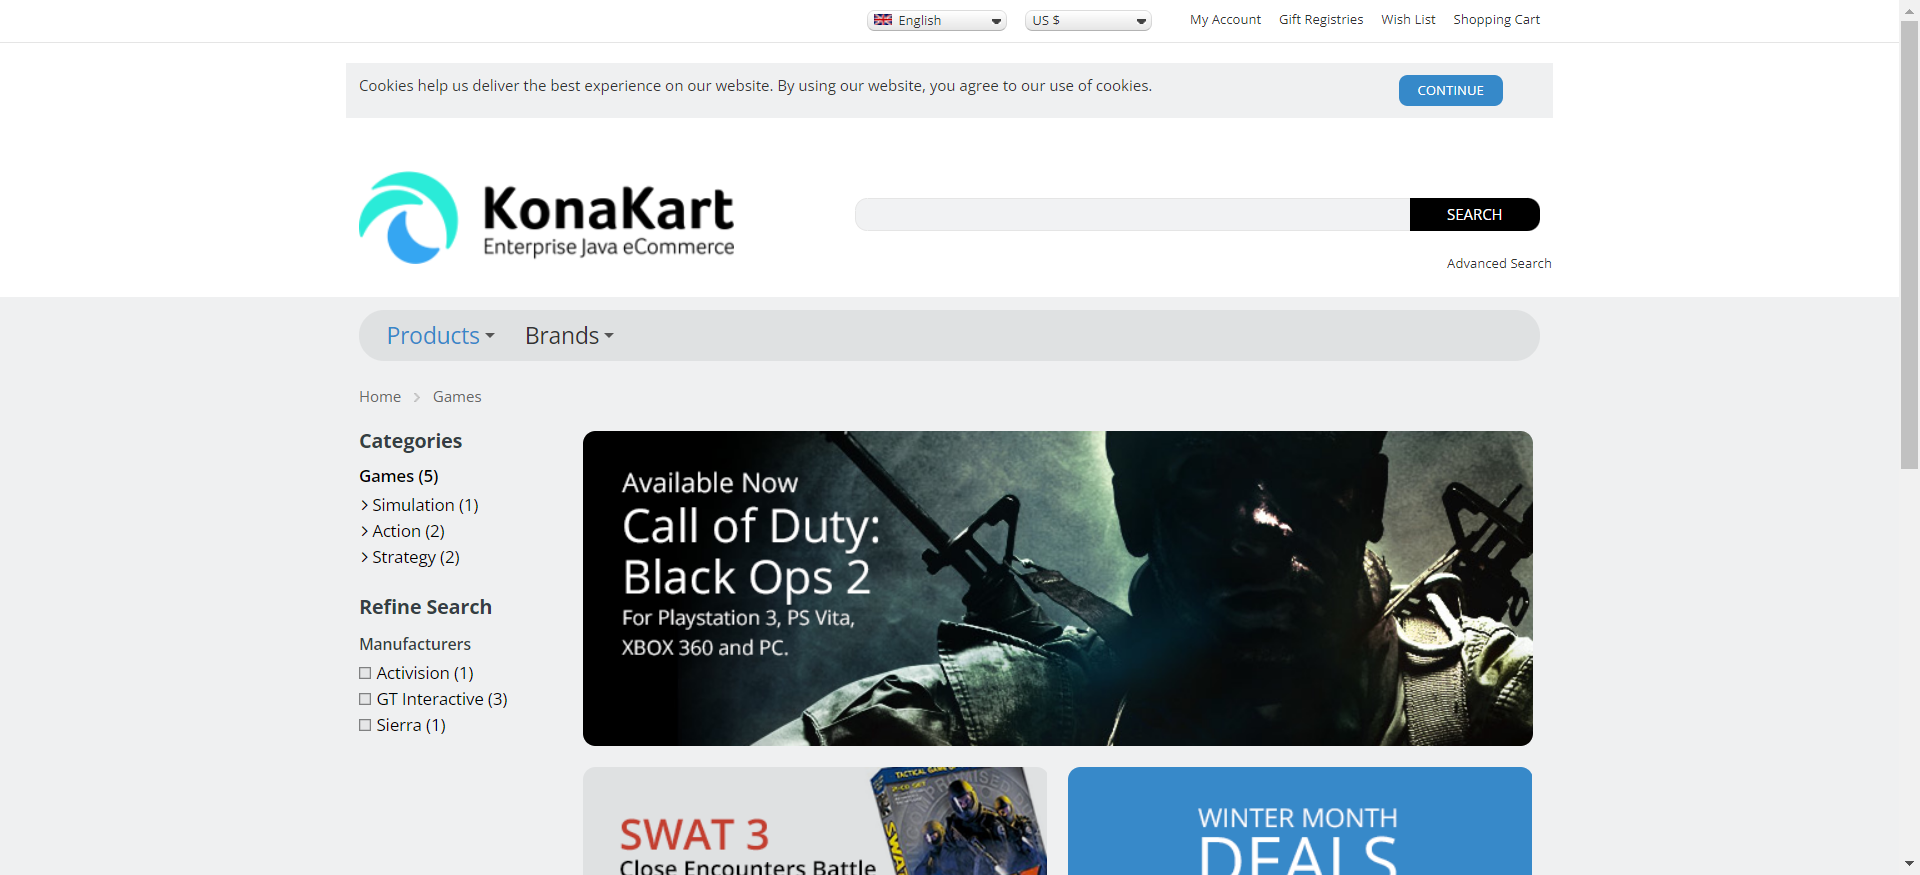 English
US $
My Account
Gift Registries
Wish List
Shopping Cart
Cookies help us deliver the best experience on our website. By using our website, you agree to our use of cookies.
CONTINUE
KonaKart
Enterprise Java eCommerce
SEARCH
Advanced Search
Products
Brands
Home
Games
Categories
Games (5)
Simulation (1)
Action (2)
Strategy (2)
Refine Search
Manufacturers
Activision (1)
GT Interactive (3)
Sierra (1)
Available Now
Call of Duty:
Black Ops 2
For Playstation 3, PS Vita,
XBOX 360 and PC.
SWAT 3
Close Encounters Battle
WINTER MONTH
DEALS